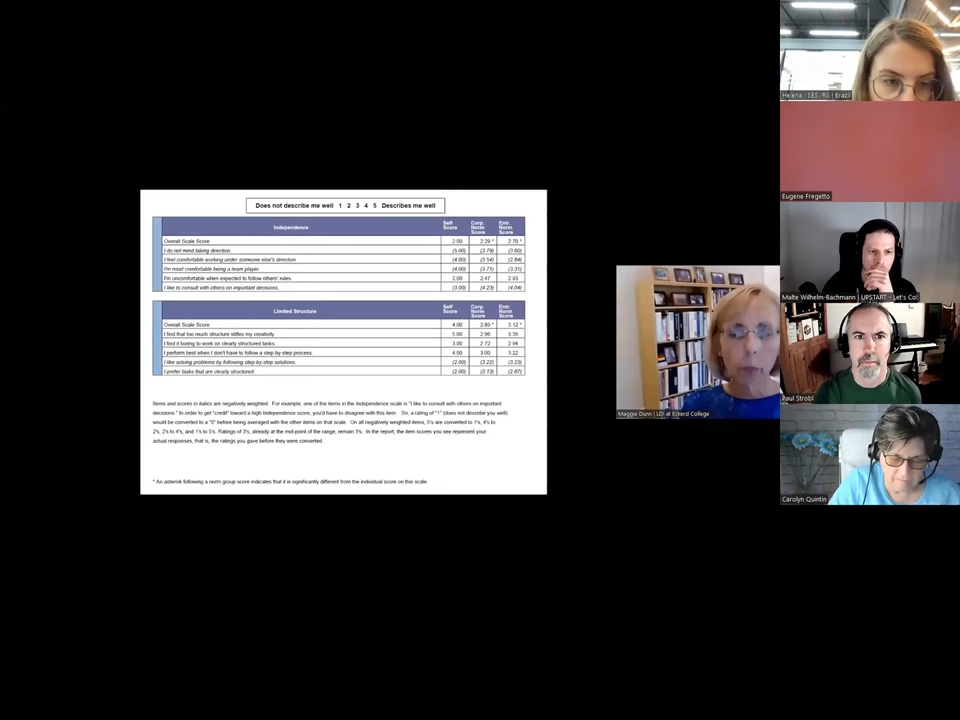 Does not describe me well 1 2 3 4 5 Describes me well
Independence Self Score Corp. Norm Score Entr. Norm Score
Overall Scale Score 2.00 2.29 * 2.70 *
I do not mind taking direction. (5.00) (3.79) (3.60)
I feel comfortable working under someone else's direction (4.00) (3.54) (2.84)
I'm most comfortable being a team player. (4.00) (3.71) (3.31)
I'm uncomfortable when expected to follow others' rules. 2.00 2.47 2.93
I like to consult with others on important decisions. (3.00) (4.23) (4.04)
Limited Structure Self Score Corp. Norm Score Entr. Norm Score
Overall Scale Score 4.00 2.89 * 3.12 *
I find that too much structure stifles my creativity. 5.00 2.96 3.35
I find it boring to work on clearly structured tasks. 3.00 2.72 2.94
I perform best when I don't have to follow a step-by-step process. 4.00 3.00 3.22
I like solving problems by following step-by-step solutions. (2.00) (3.22) (3.23)
I prefer tasks that are clearly structured. (2.00) (3.13) (2.87)
Items and scores in italics are negatively weighted. For example, one of the items in the Independence scale is "I like to consult with others on important
decisions." In order to get "credit" toward a high Independence score, you'd have to disagree with this item. So, a rating of "1" (does not describe you well)
would be converted to a "5" before being averaged with the other items on that scale. On all negatively weighted items, 5's are converted to 1's, 4's to
2's, 2's to 4's, and 1's to 5's. Ratings of 3's, already at the mid-point of the range, remain 3's. In the report, the item scores you see represent your
actual responses, that is, the ratings you gave before they were converted.
* An asterisk following a norm group score indicates that it is significantly different from the individual score on this scale.
Maggie Dunn | LDI at Eckerd College
Helena | SESI/RS | Brazil
Eugene Fregetto
Malte Wilhelm-Bachmann | UPSTART - Let's Co!
Paul Strobl
Carolyn Quintin